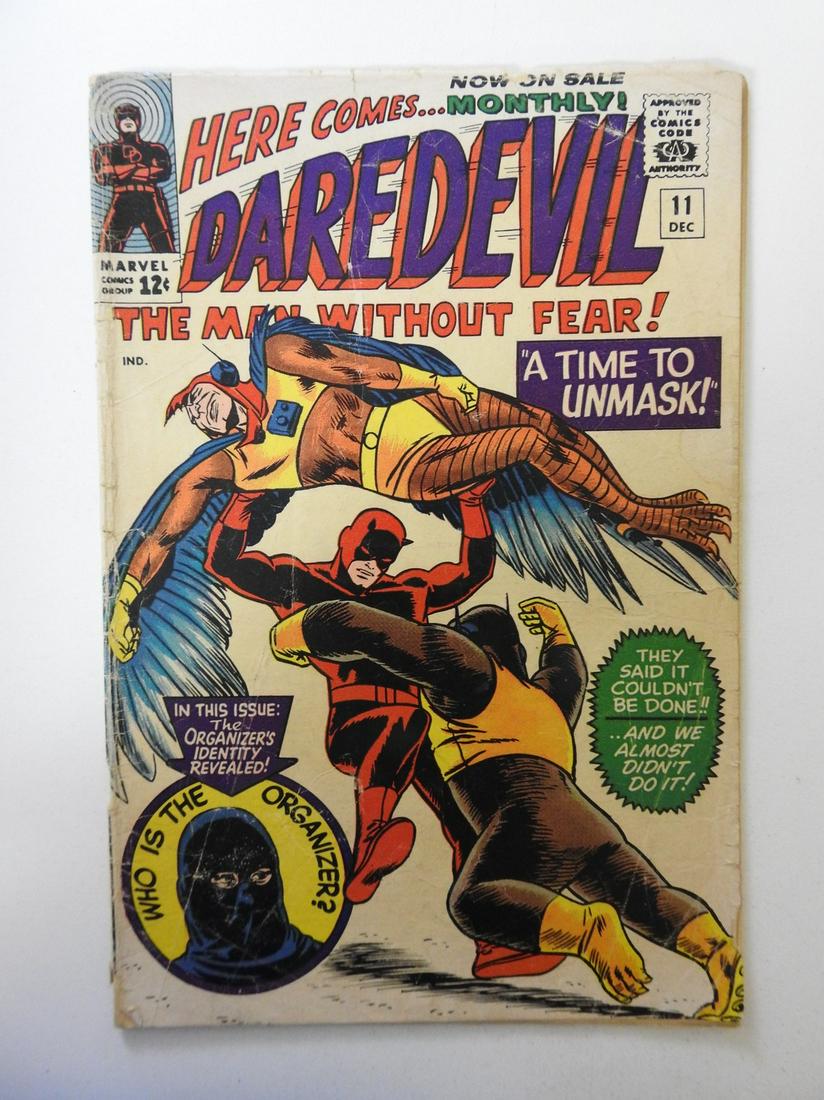 NOW ON SALE
MONTHLY!
HERE COMES...
DAREDEVIL
THE MAN WITHOUT FEAR!
APPROVED
BY THE
COMICS
CODE
CA
AUTHORITY
11
DEC
DD
MARVEL
COMICS
GROUP
12¢
IND.
"A TIME TO
UNMASK!"
IN THIS ISSUE:
The
ORGANIZER'S
IDENTITY
REVEALED!
WHO IS THE ORGANIZER?
THEY
SAID IT
COULDN'T
BE DONE!!
..AND WE
ALMOST
DIDN'T
DO IT!